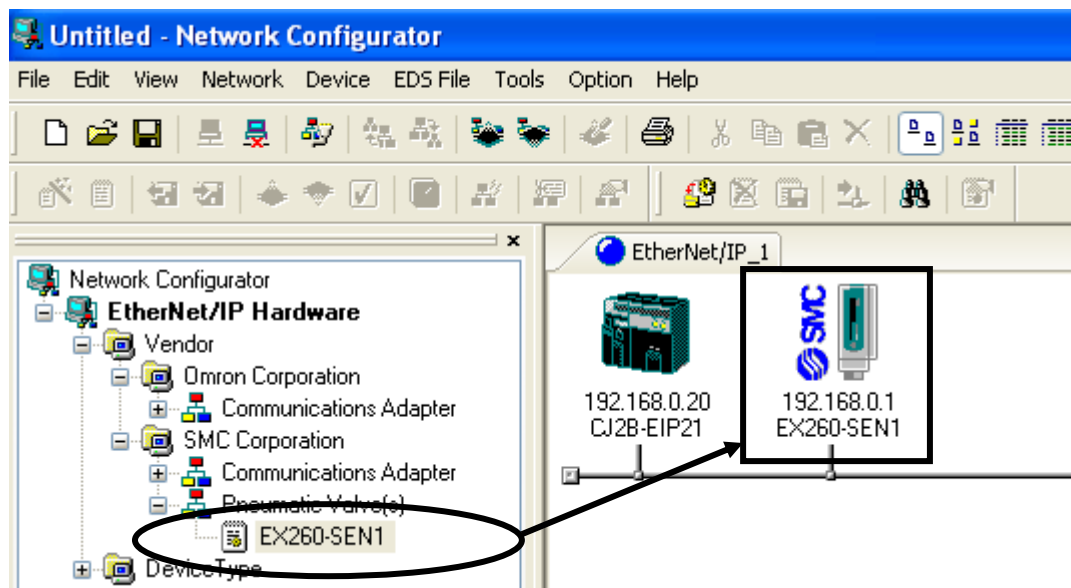 Untitled - Network Configurator
File Edit View Network Device EDS File Tools Option Help
Network Configurator
EtherNet/IP Hardware
Vendor
Omron Corporation
Communications Adapter
SMC Corporation
Communications Adapter
Pneumatic Valve(s)
EX260-SEN1
DeviceType
EtherNet/IP_1
SMC
192.168.0.20
CJ2B-EIP21
192.168.0.1
EX260-SEN1